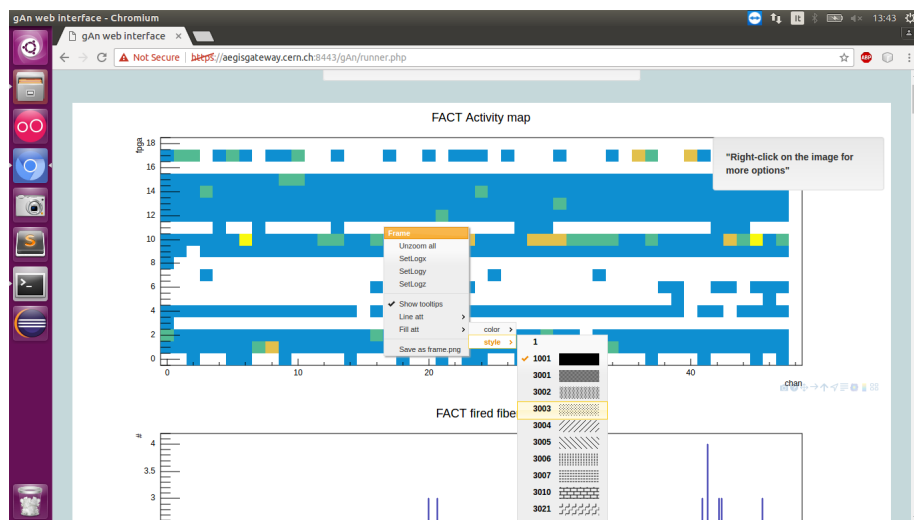 gAn web interface - Chromium
It
13:43
gAn web interface ×
Not Secure | https://aegisgateway.cern.ch:8443/gAn/runner.php
ABP
FACT Activity map
fpga
18
16
14
12
10
8
6
4
2
0
0
10
20
40
chan
"Right-click on the image for
more options"
Frame
Unzoom all
SetLogx
SetLogy
SetLogz
Show tooltips
Line att
Fill att
Save as frame.png
color
style
1
1001
3001
3002
3003
3004
3005
3006
3007
3010
3021
FACT fired fibe
#
4
3.5
3